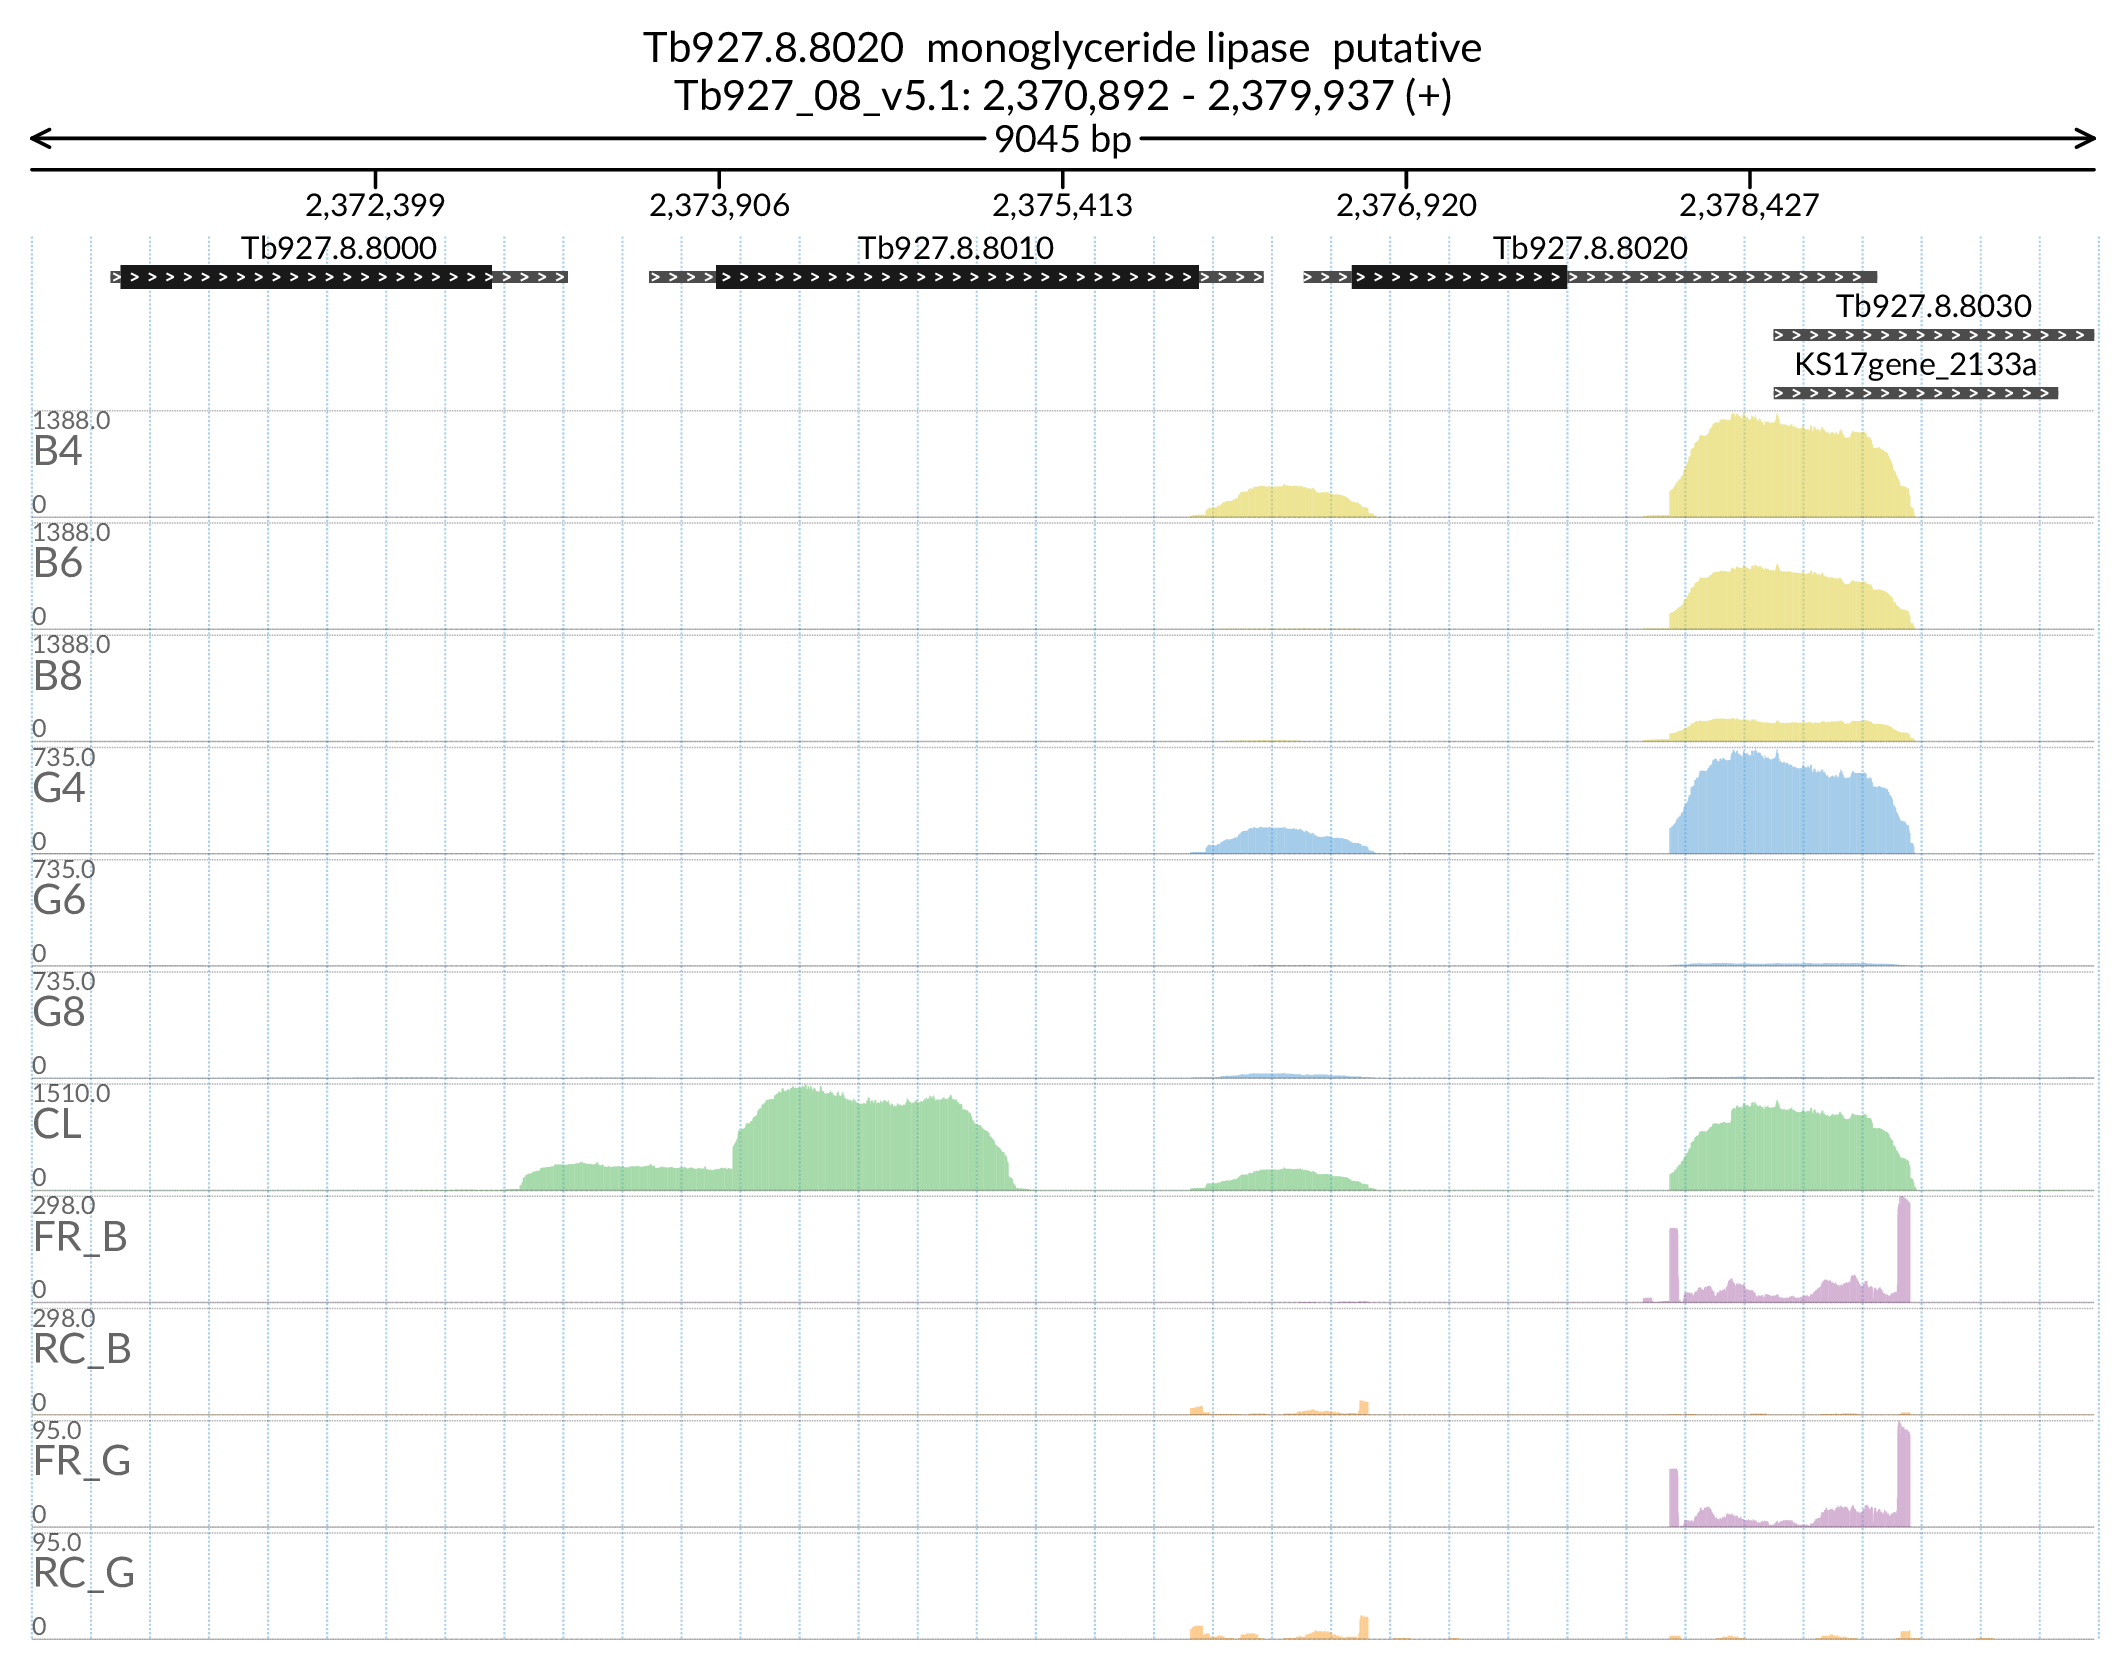 Tb927.8.8020 monoglyceride lipase putative
Tb927_08_v5.1: 2,370,892 - 2,379,937 (+)
9045 bp
2,372,399 2,373,906 2,375,413 2,376,920 2,378,427
Tb927.8.8000 Tb927.8.8010 Tb927.8.8020
Tb927.8.8030
KS17gene_2133a
1388.0
B4
0
1388.0
B6
0
1388.0
B8
0
735.0
G4
0
735.0
G6
0
735.0
G8
0
1510.0
CL
0
298.0
FR_B
0
298.0
RC_B
0
95.0
FR_G
0
95.0
RC_G
0